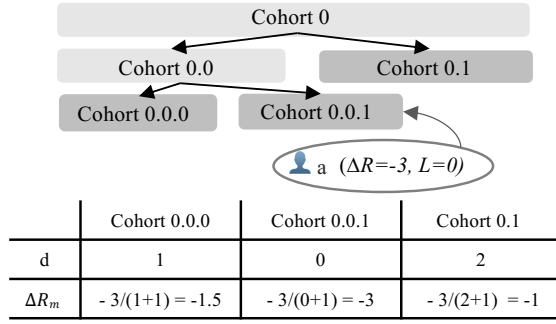 Cohort 0
Cohort 0.0
Cohort 0.1
Cohort 0.0.0
Cohort 0.0.1
a (ΔR=-3, L=0)
Cohort 0.0.0 Cohort 0.0.1 Cohort 0.1
d 1 0 2
ΔRₘ - 3/(1+1) = -1.5 - 3/(0+1) = -3 - 3/(2+1) = -1